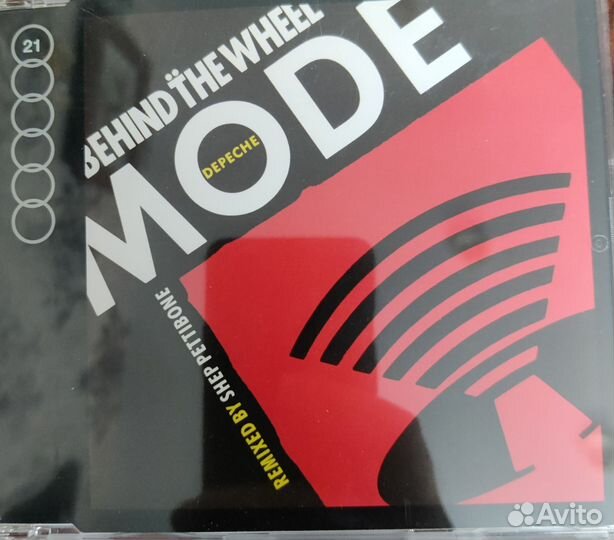 21
BEHIND THE WHEEL
MODE
DEPECHE
REMIXED BY SHEP PETTIBONE
Avito